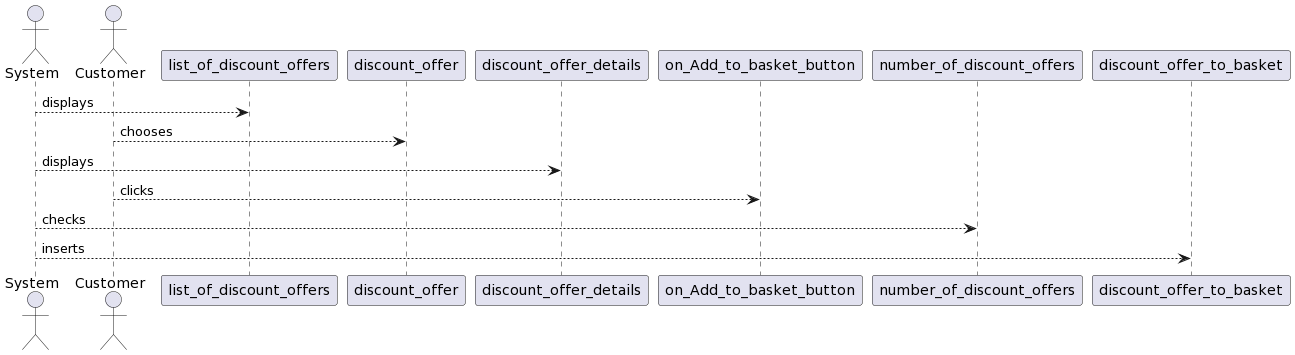 System
Customer
list_of_discount_offers
discount_offer
discount_offer_details
on_Add_to_basket_button
number_of_discount_offers
discount_offer_to_basket
displays
chooses
displays
clicks
checks
inserts
System
Customer
list_of_discount_offers
discount_offer
discount_offer_details
on_Add_to_basket_button
number_of_discount_offers
discount_offer_to_basket